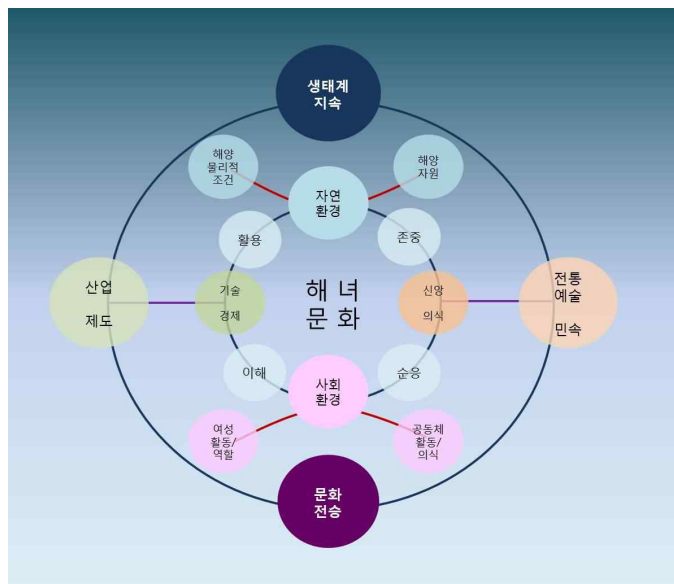 생태계
지속
해양
물리적
조건
해양
자원
자연
환경
활용
존중
산업
제도
기술
경제
해 녀
문 화
신앙
의식
전통
예술
민속
이해
순응
사회
환경
여성
활동/
역할
공동체
활동/
의식
문화
전승